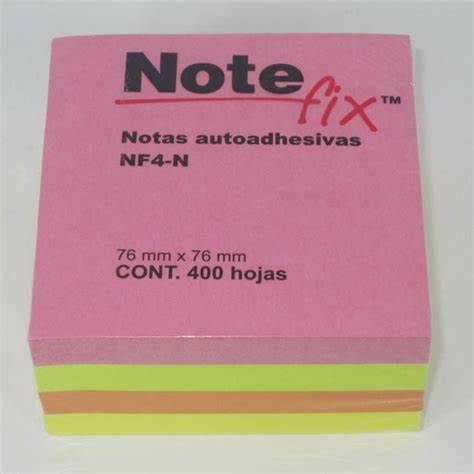 Note
fix™
Notas autoadhesivas
NF4-N
76 mm x 76 mm
CONT. 400 hojas